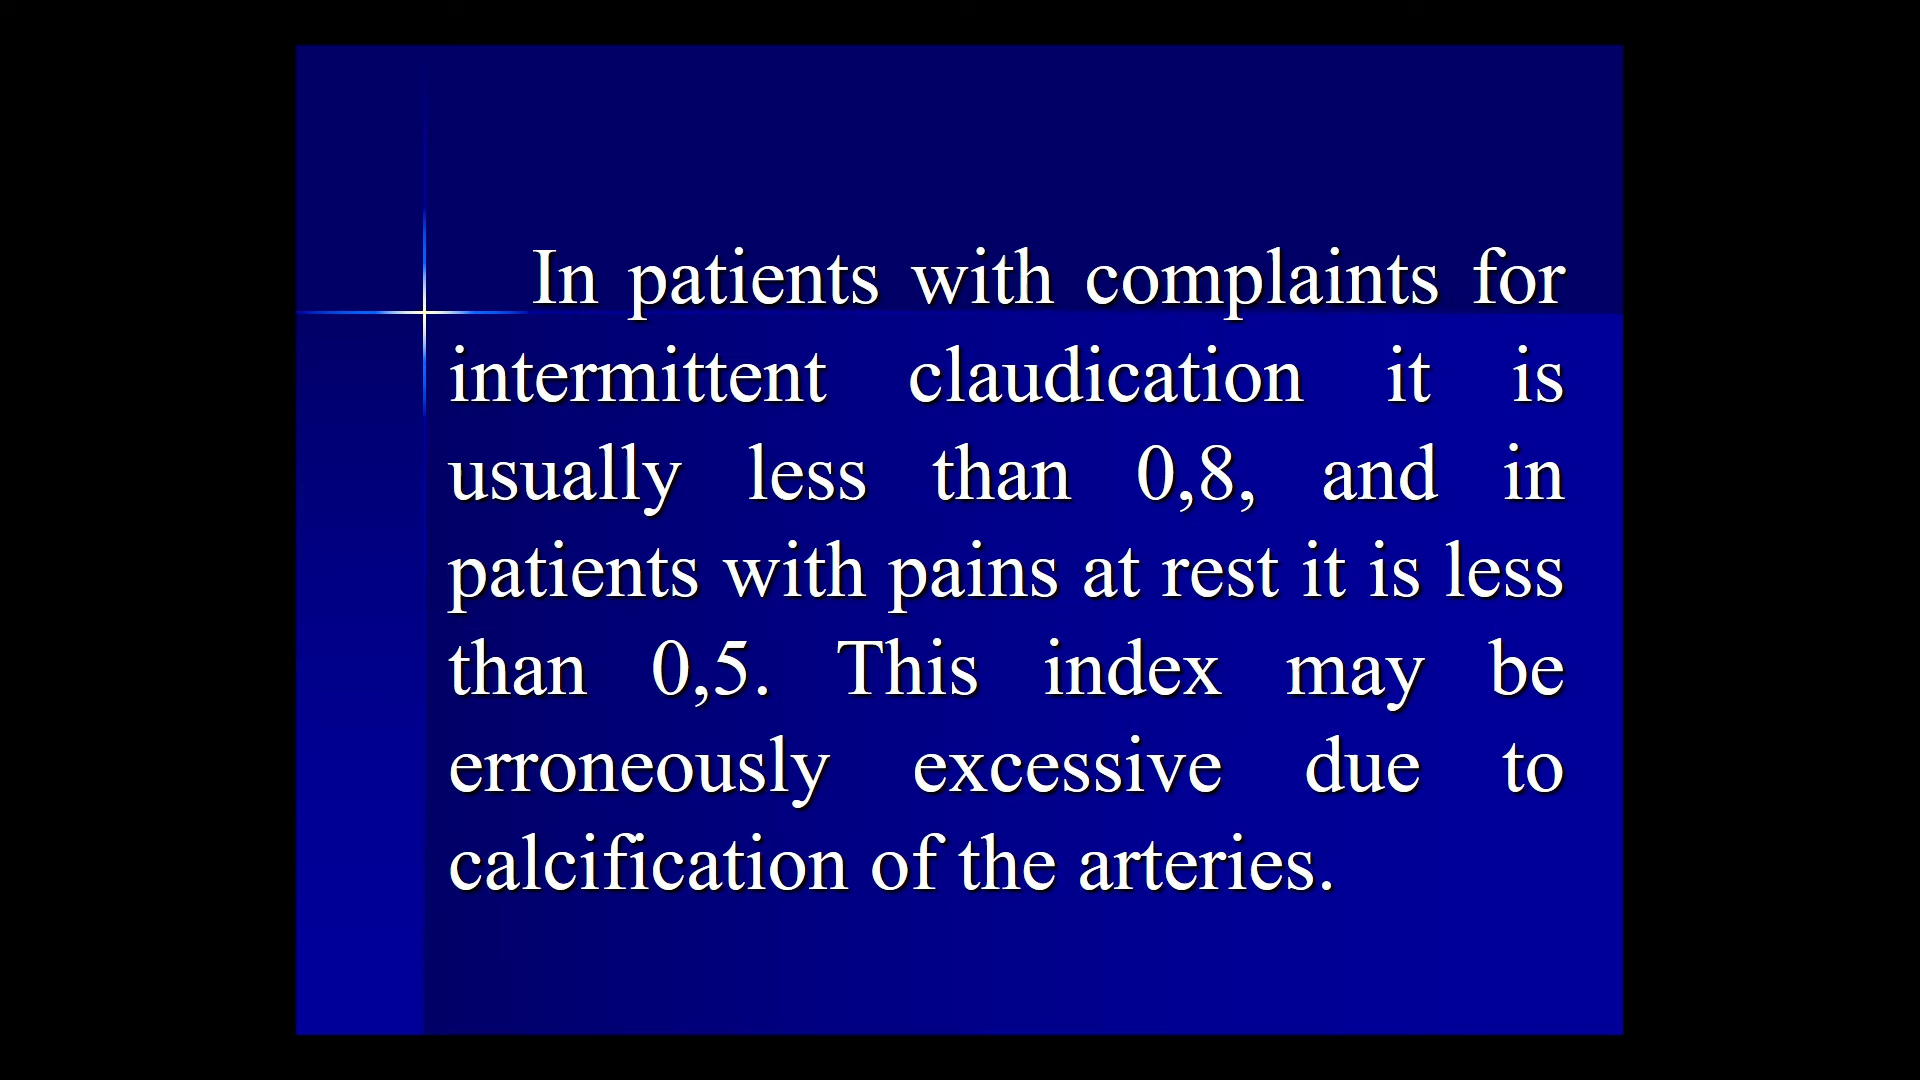 In patients with complaints for
intermittent claudication it is
usually less than 0,8, and in
patients with pains at rest it is less
than 0,5. This index may be
erroneously excessive due to
calcification of the arteries.